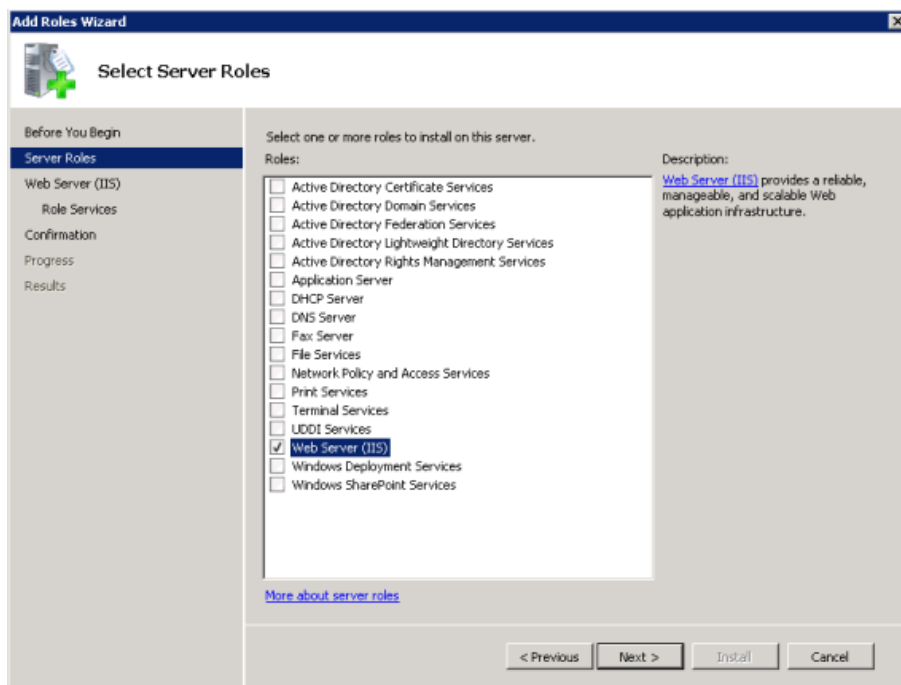 Add Roles Wizard
Select Server Roles
Before You Begin
Server Roles
Web Server (IIS)
Role Services
Confirmation
Progress
Results
Select one or more roles to install on this server.
Roles:
Active Directory Certificate Services
Active Directory Domain Services
Active Directory Federation Services
Active Directory Lightweight Directory Services
Active Directory Rights Management Services
Application Server
DHCP Server
DNS Server
Fax Server
File Services
Network Policy and Access Services
Print Services
Terminal Services
UDDI Services
Web Server (IIS)
Windows Deployment Services
Windows SharePoint Services
More about server roles
Description:
Web Server (IIS) provides a reliable,
manageable, and scalable Web
application infrastructure.
< Previous
Next >
Install
Cancel